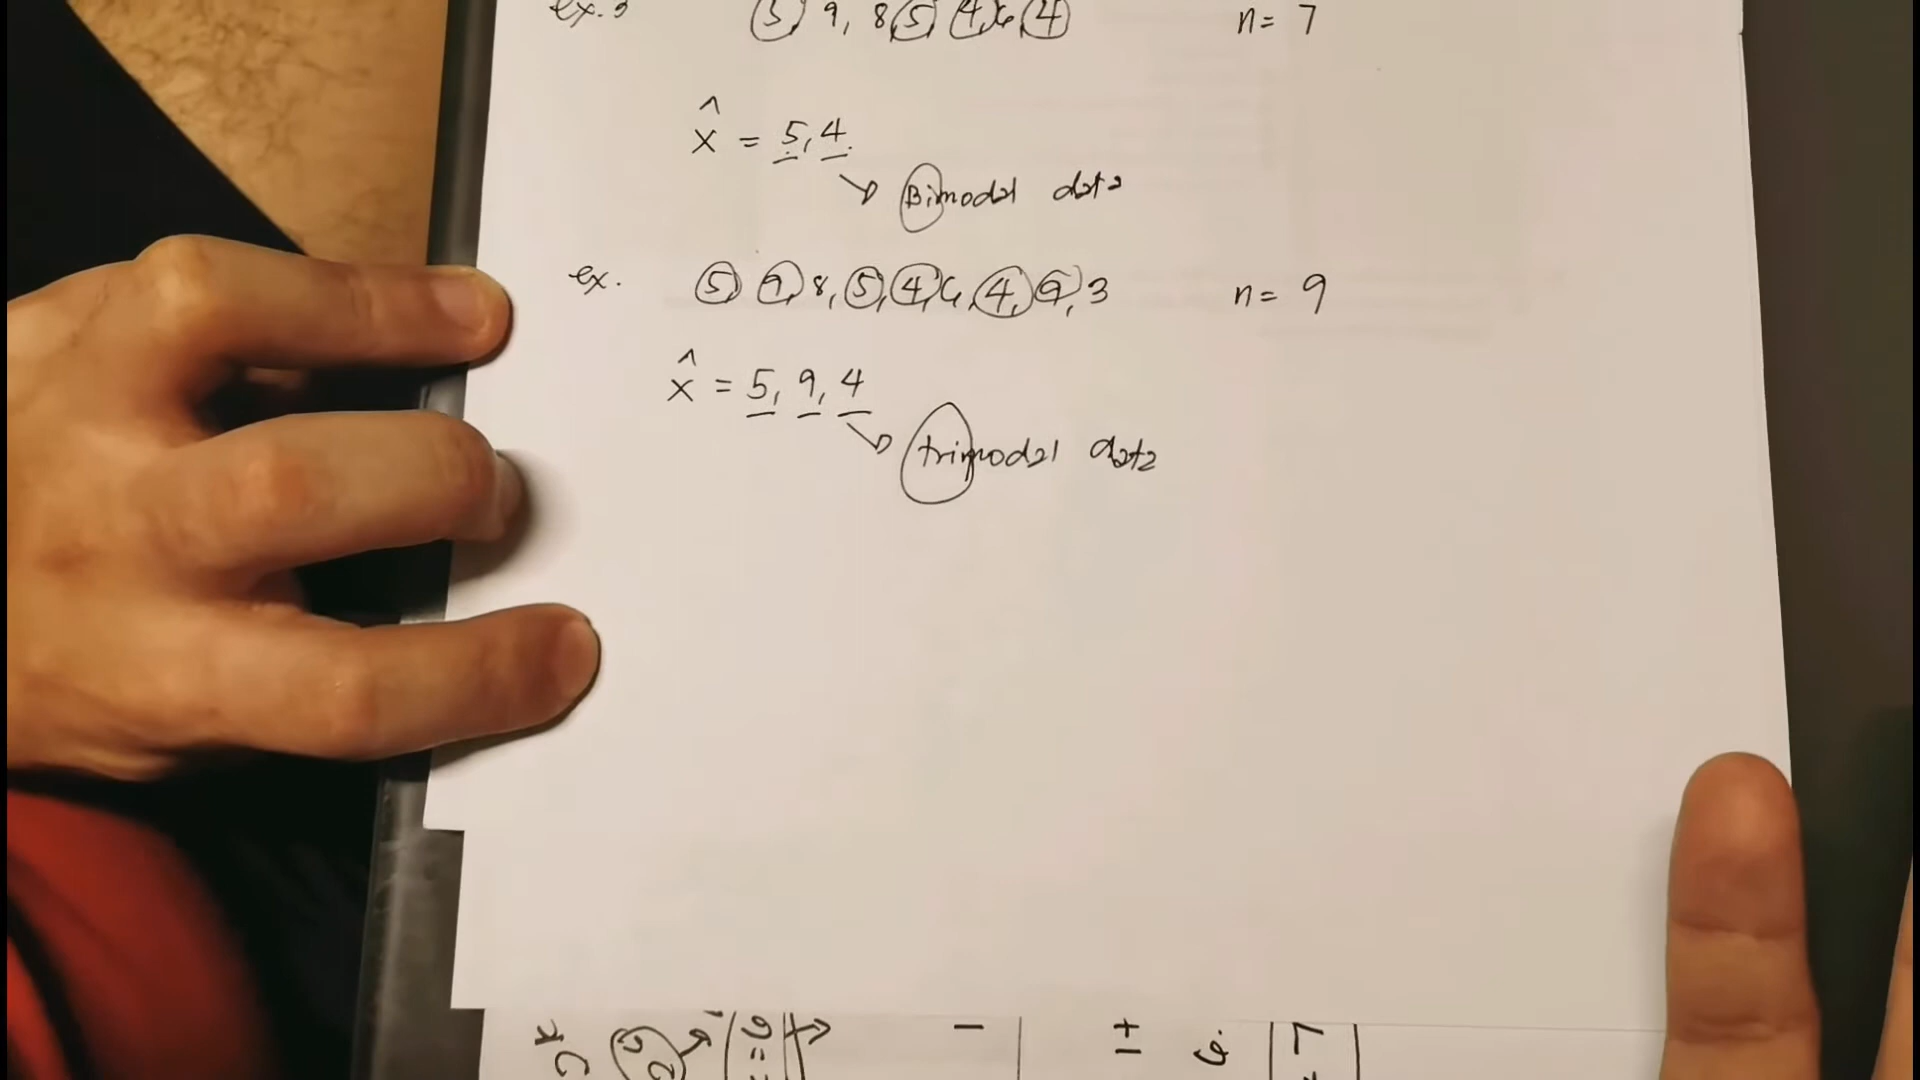 ex. 3 5, 9, 8, 5, 4, 6, 4 n = 7
x̂ = 5, 4
Bimodal data
ex. 5, 9, 8, 5, 4, 6, 4, 9, 3 n = 9
x̂ = 5, 9, 4
trimodal data